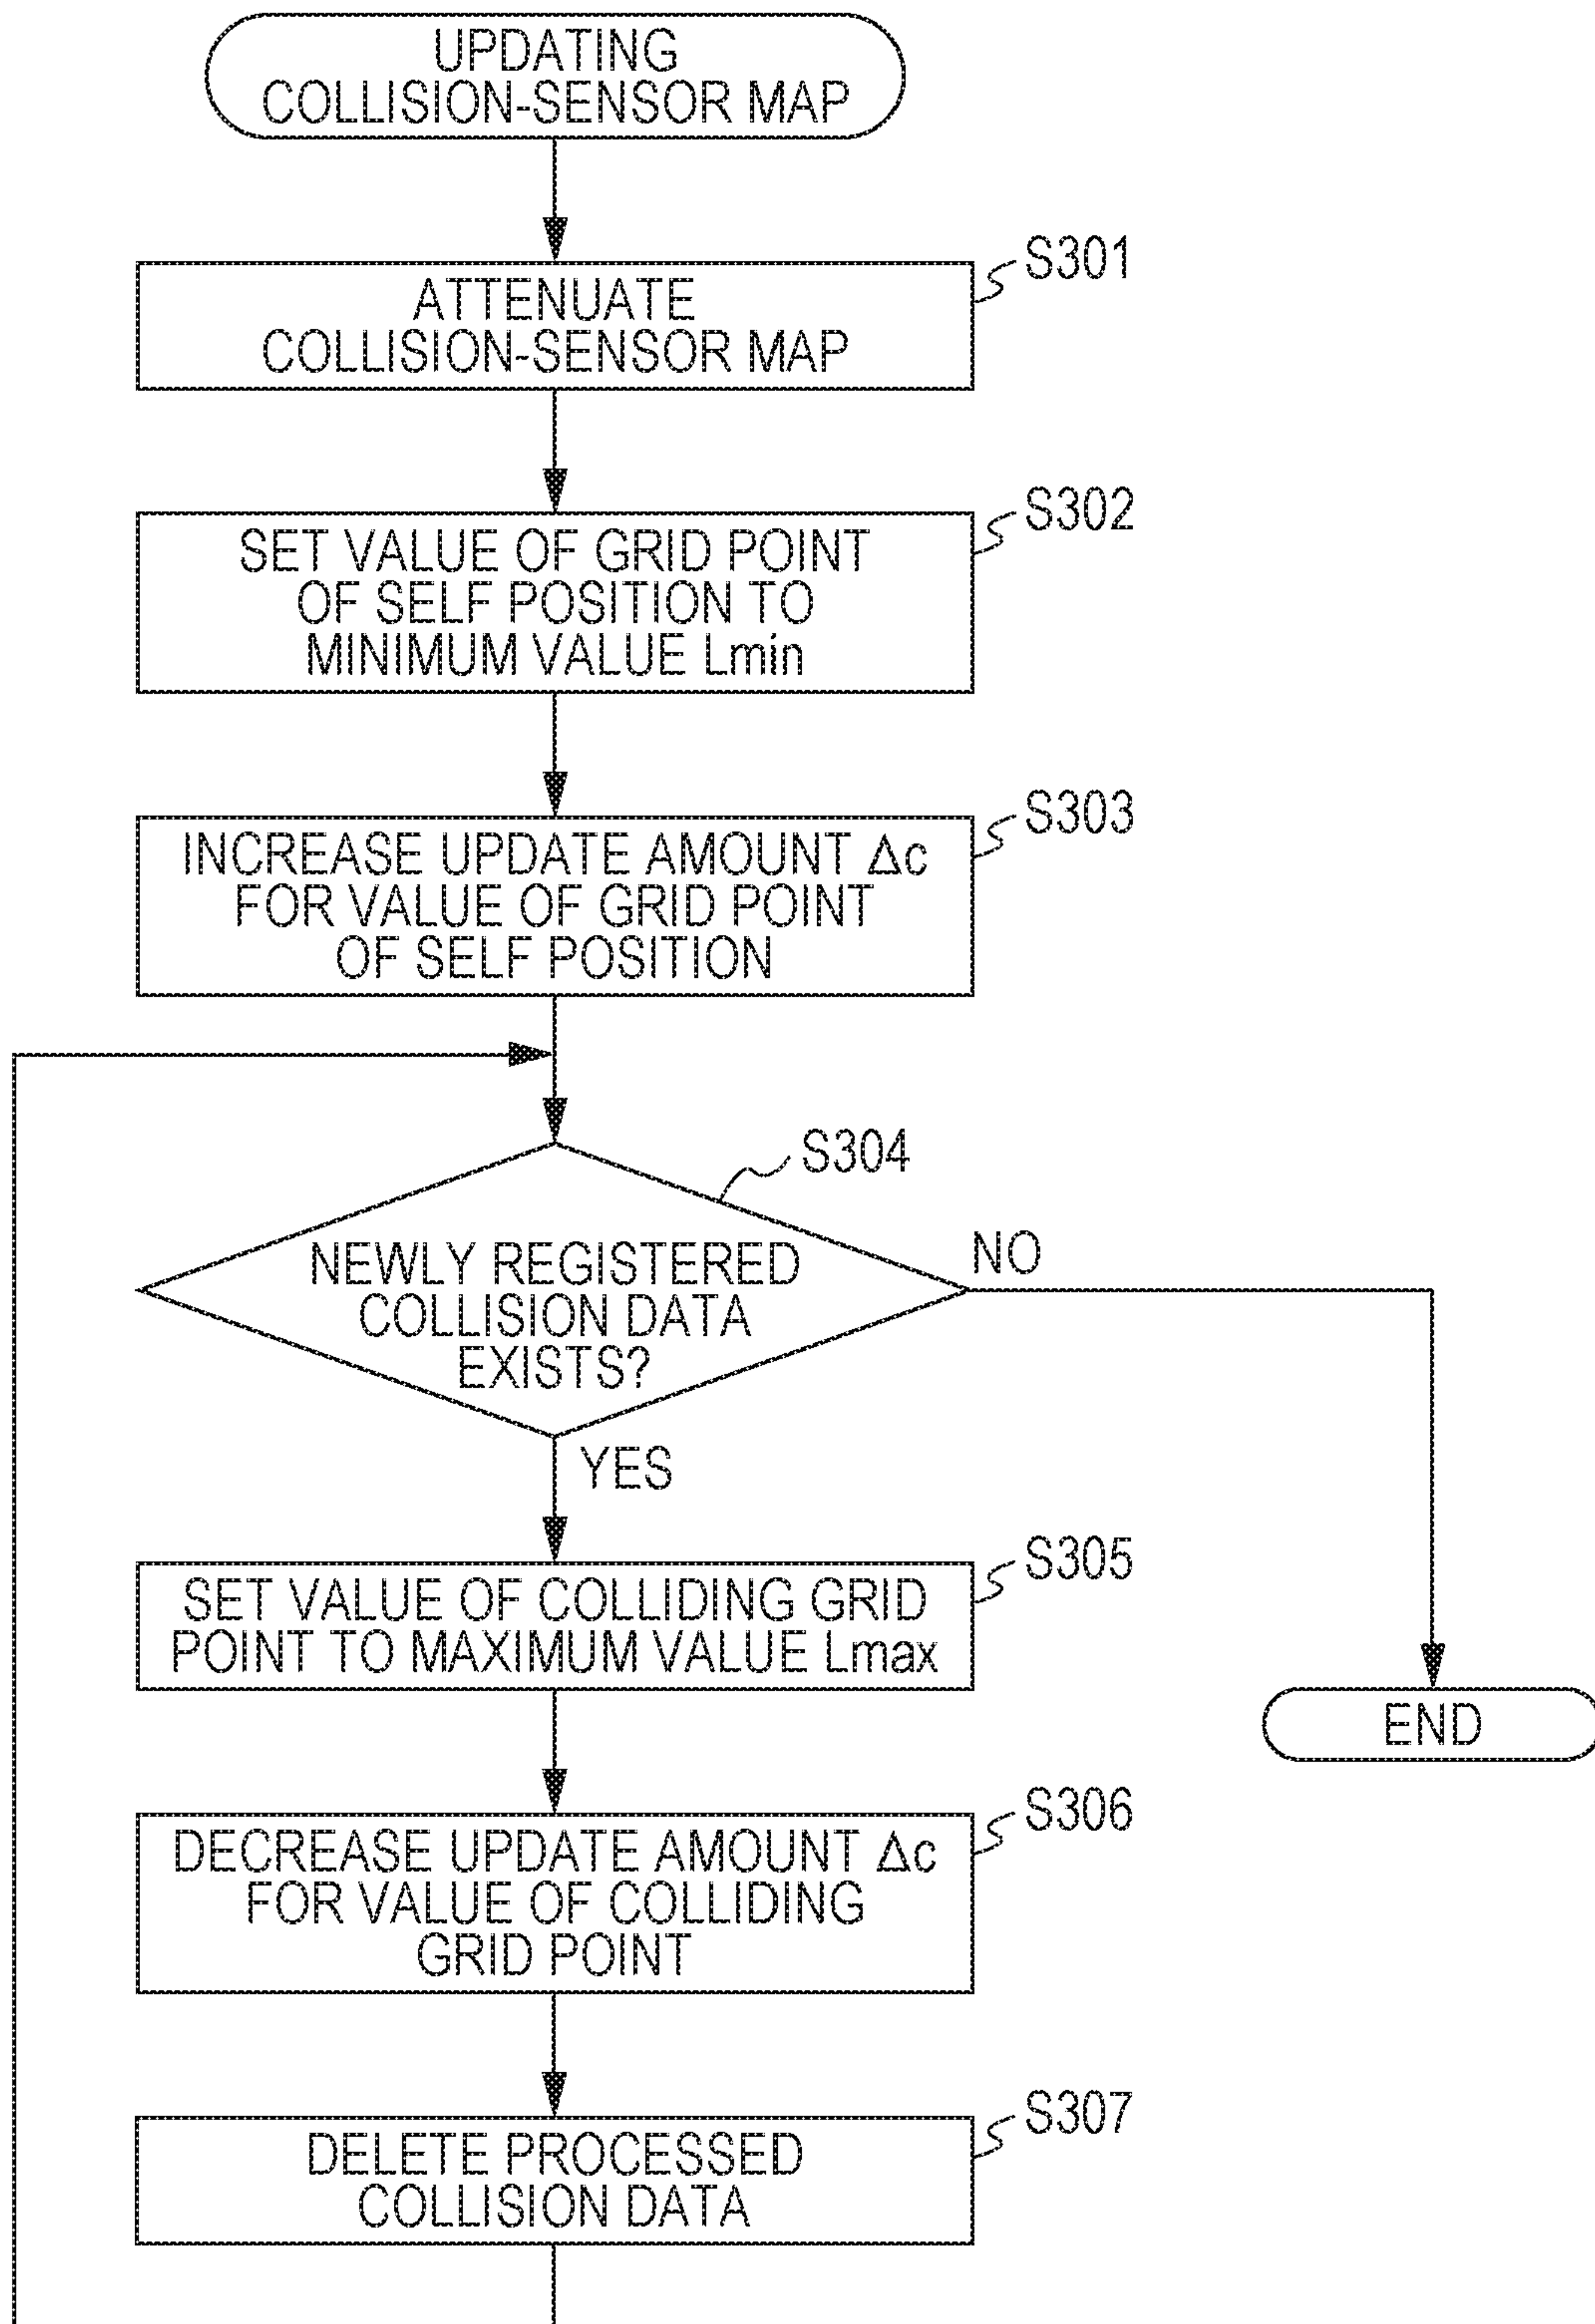 UPDATING
COLLISION-SENSOR MAP
S301
ATTENUATE
COLLISION-SENSOR MAP
S302
SET VALUE OF GRID POINT
OF SELF POSITION TO
MINIMUM VALUE Lmin
S303
INCREASE UPDATE AMOUNT Δc
FOR VALUE OF GRID POINT
OF SELF POSITION
S304
NEWLY REGISTERED
COLLISION DATA
EXISTS?
NO
YES
S305
SET VALUE OF COLLIDING GRID
POINT TO MAXIMUM VALUE Lmax
END
S306
DECREASE UPDATE AMOUNT Δc
FOR VALUE OF COLLIDING
GRID POINT
S307
DELETE PROCESSED
COLLISION DATA